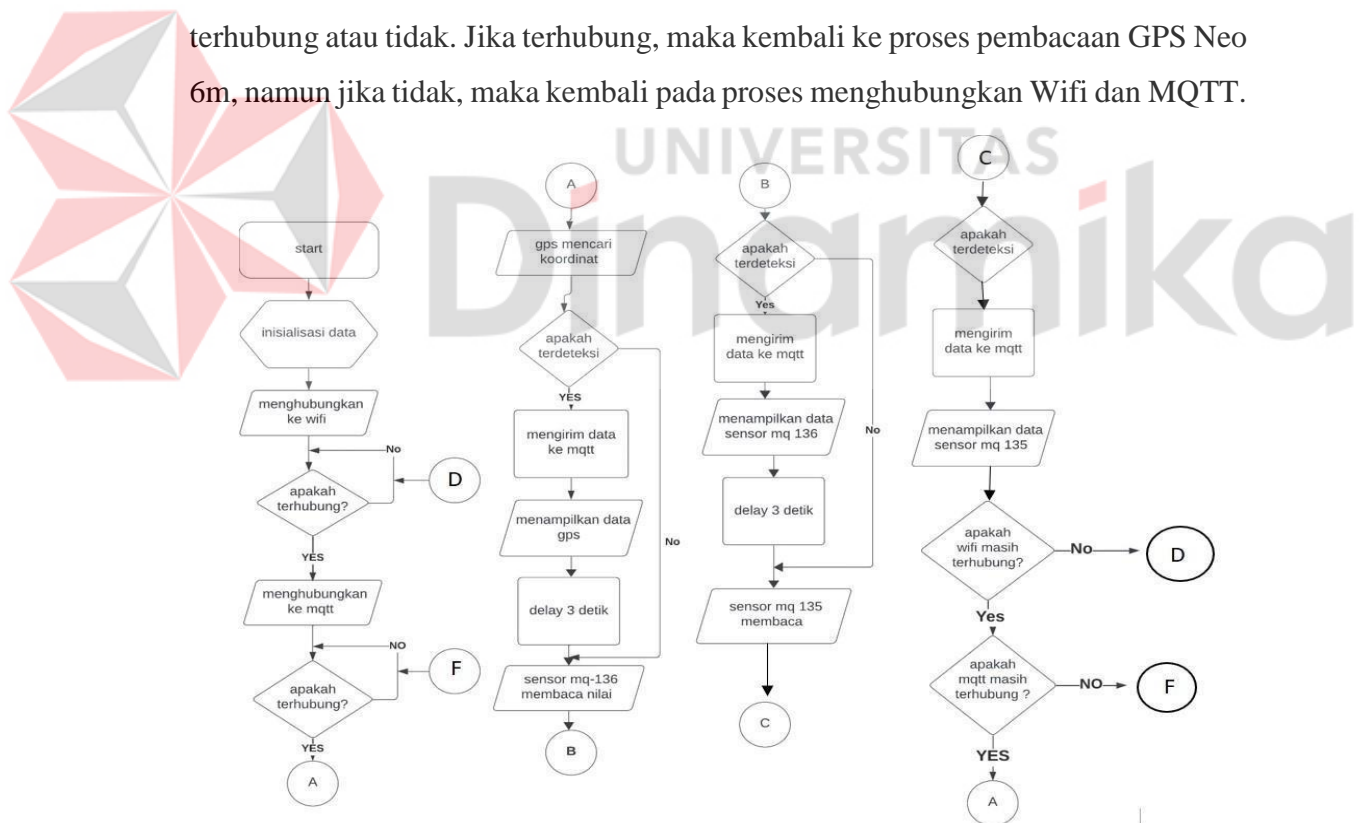 terhubung atau tidak. Jika terhubung, maka kembali ke proses pembacaan GPS Neo
6m, namun jika tidak, maka kembali pada proses menghubungkan Wifi dan MQTT.
UNIVERSITAS
Dinamika
start
inisialisasi data
menghubungkan
ke wifi
No
D
apakah
terhubung?
YES
menghubungkan
ke mqtt
NO
F
apakah
terhubung?
YES
A
A
gps mencari
koordinat
apakah
terdeteksi
YES
mengirim data
ke mqtt
menampilkan data
gps
No
delay 3 detik
sensor mq-136
membaca nilai
B
B
apakah
terdeteksi
Yes
mengirim
data ke mqtt
menampilkan data
sensor mq 136
No
delay 3 detik
sensor mq 135
membaca
C
C
apakah
terdeteksi
mengirim
data ke mqtt
menampilkan data
sensor mq 135
apakah
wifi masih
terhubung?
No
D
Yes
apakah
mqtt masih
terhubung ?
NO
F
YES
A